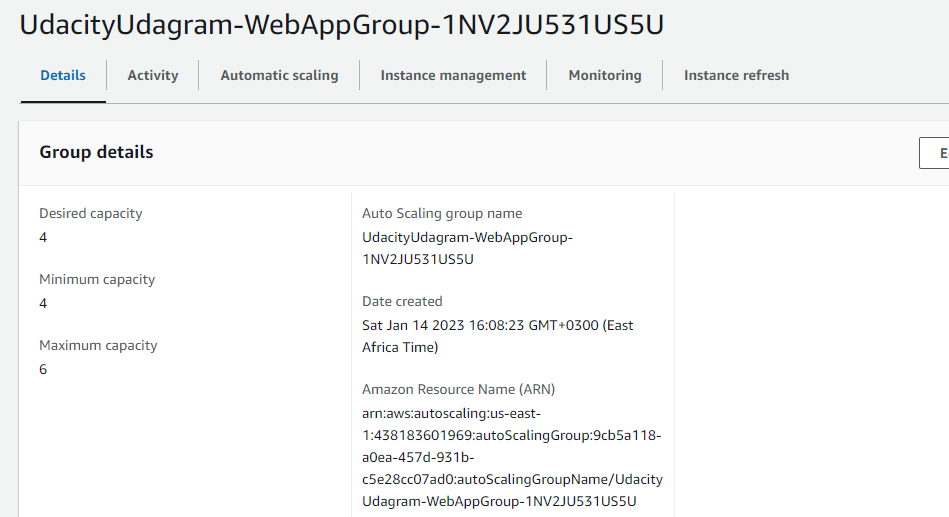 UdacityUdagram-WebAppGroup-1NV2JU531US5U
Details Activity Automatic scaling Instance management Monitoring Instance refresh
Group details
E
Desired capacity
4
Minimum capacity
4
Maximum capacity
6
Auto Scaling group name
UdacityUdagram-WebAppGroup-
1NV2JU531US5U
Date created
Sat Jan 14 2023 16:08:23 GMT+0300 (East
Africa Time)
Amazon Resource Name (ARN)
arn:aws:autoscaling:us-east-
1:438183601969:autoScalingGroup:9cb5a118-
a0ea-457d-931b-
c5e28cc07ad0:autoScalingGroupName/Udacity
Udagram-WebAppGroup-1NV2JU531US5U